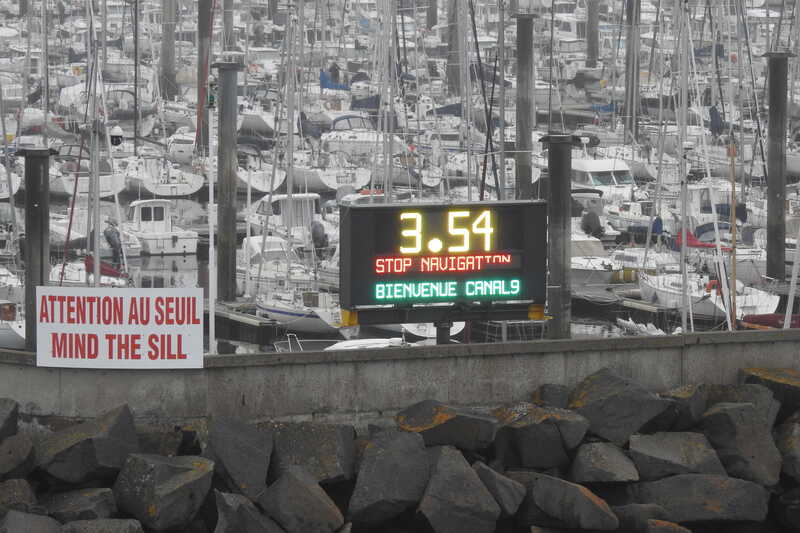 3.54
STOP NAVIGATION
BIENVENUE CANAL9
ATTENTION AU SEUIL
MIND THE SILL